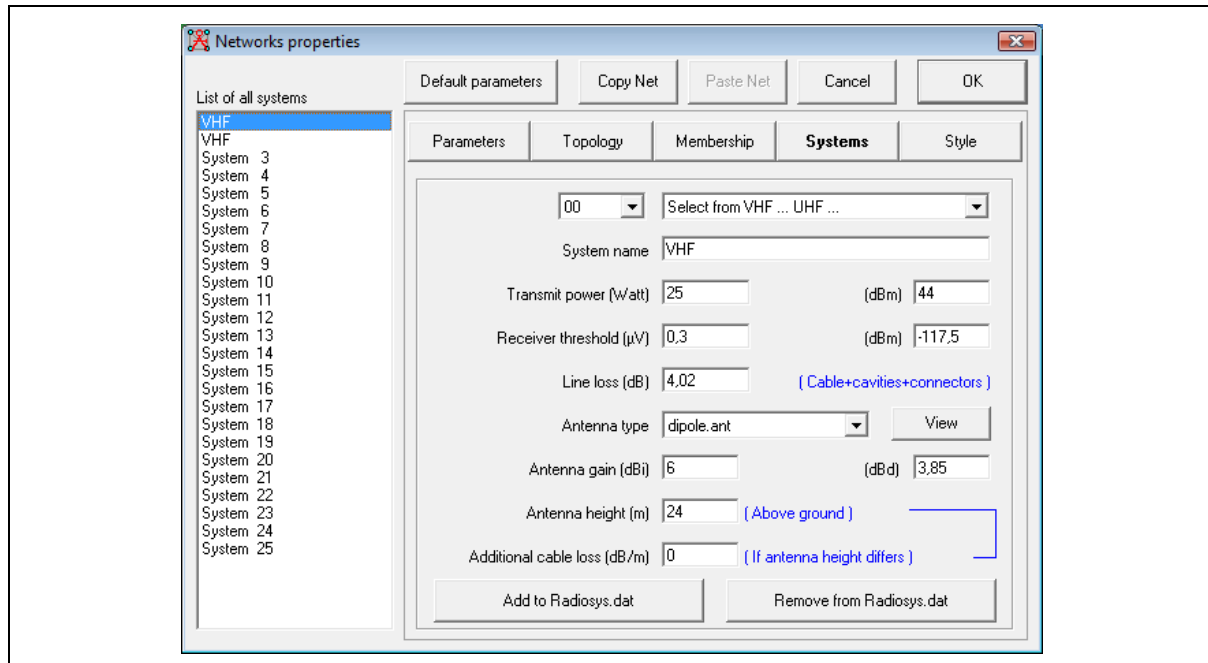 Networks properties
Default parameters Copy Net Paste Net Cancel OK
List of all systems
VHF
VHF
System 3
System 4
System 5
System 6
System 7
System 8
System 9
System 10
System 11
System 12
System 13
System 14
System 15
System 16
System 17
System 18
System 19
System 20
System 21
System 22
System 23
System 24
System 25
Parameters Topology Membership Systems Style
00 Select from VHF ... UHF ...
System name VHF
Transmit power (Watt) 25 (dBm) 44
Receiver threshold (µV) 0,3 (dBm) -117,5
Line loss (dB) 4,02 ( Cable+cavities+connectors )
Antenna type dipole.ant View
Antenna gain (dBi) 6 (dBd) 3,85
Antenna height (m) 24 ( Above ground )
Additional cable loss (dB/m) 0 ( If antenna height differs )
Add to Radiosys.dat Remove from Radiosys.dat